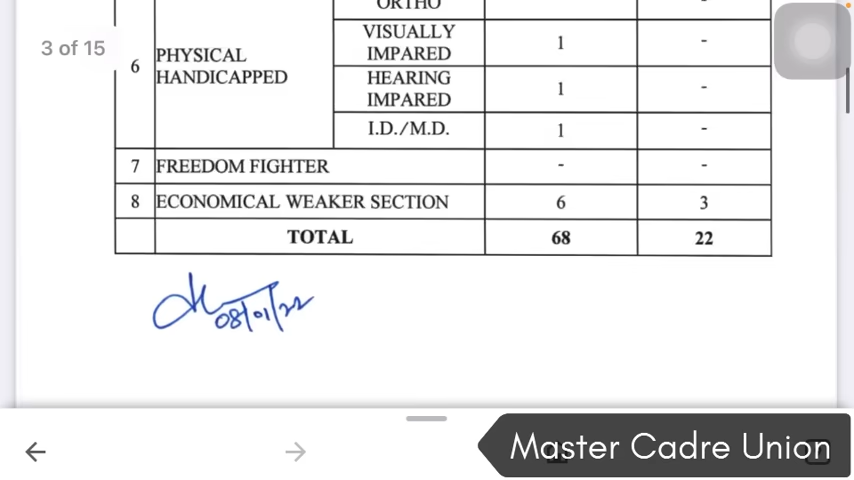 ORTHO -
3 of 15
6 PHYSICAL HANDICAPPED
VISUALLY IMPARED 1 -
HEARING IMPARED 1 -
I.D./M.D. 1 -
7 FREEDOM FIGHTER - -
8 ECONOMICAL WEAKER SECTION 6 3
TOTAL 68 22
08/01/22
Master Cadre Union